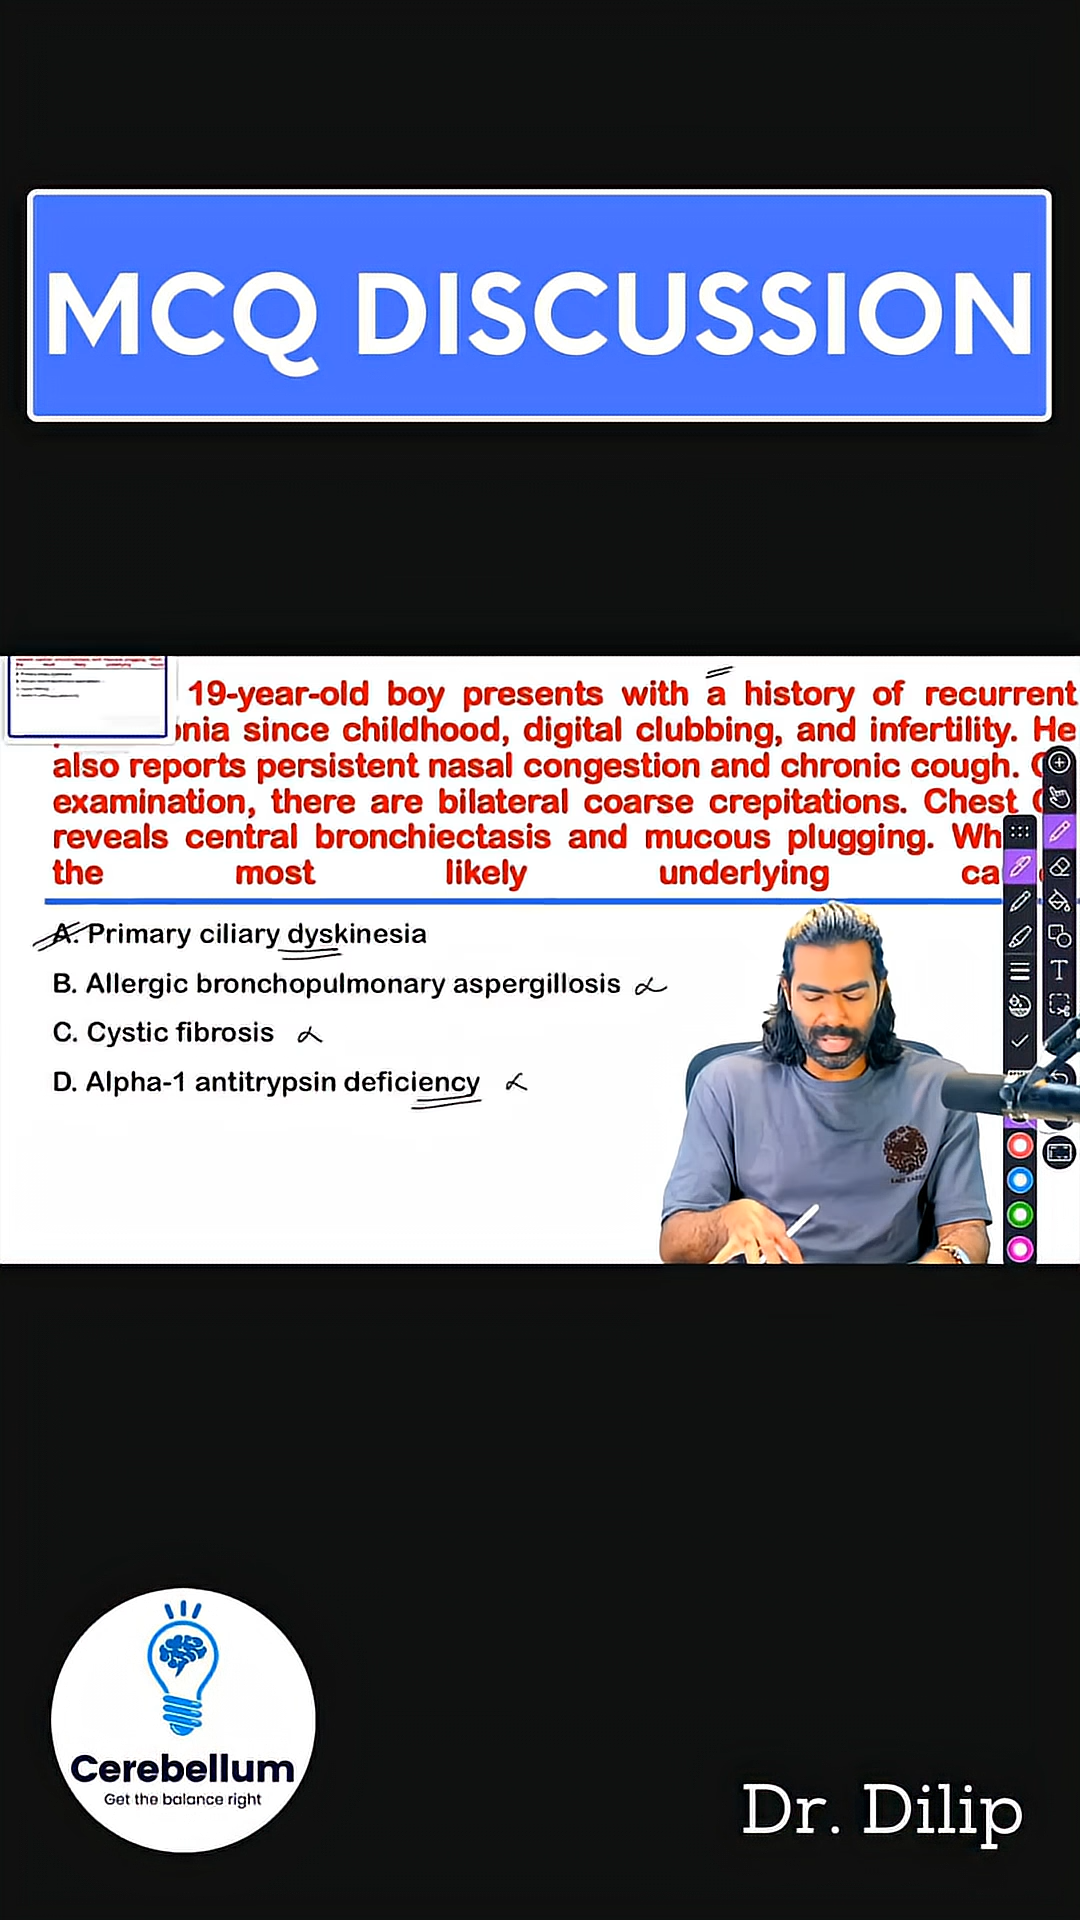 MCQ DISCUSSION
19-year-old boy presents with a history of recurrent
onia since childhood, digital clubbing, and infertility. He
also reports persistent nasal congestion and chronic cough.
examination, there are bilateral coarse crepitations. Chest
reveals central bronchiectasis and mucous plugging. Wh
the most likely underlying ca
A. Primary ciliary dyskinesia
B. Allergic bronchopulmonary aspergillosis
C. Cystic fibrosis
D. Alpha-1 antitrypsin deficiency
Cerebellum
Get the balance right
Dr. Dilip